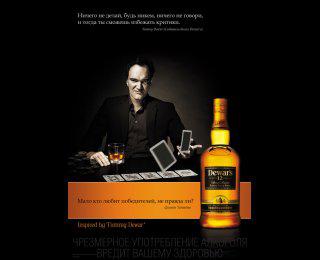 Ничего не делай, будь никем, ничего не говори,
и тогда ты сможешь избежать критики.
Dewar's
12
Мало кто любит победителей, не правда ли?
Inspired by Tommy Dewar
ЧРЕЗМЕРНОЕ УПОТРЕБЛЕНИЕ АЛКОГОЛЯ
ВРЕДИТ ВАШЕМУ ЗДОРОВЬЮ